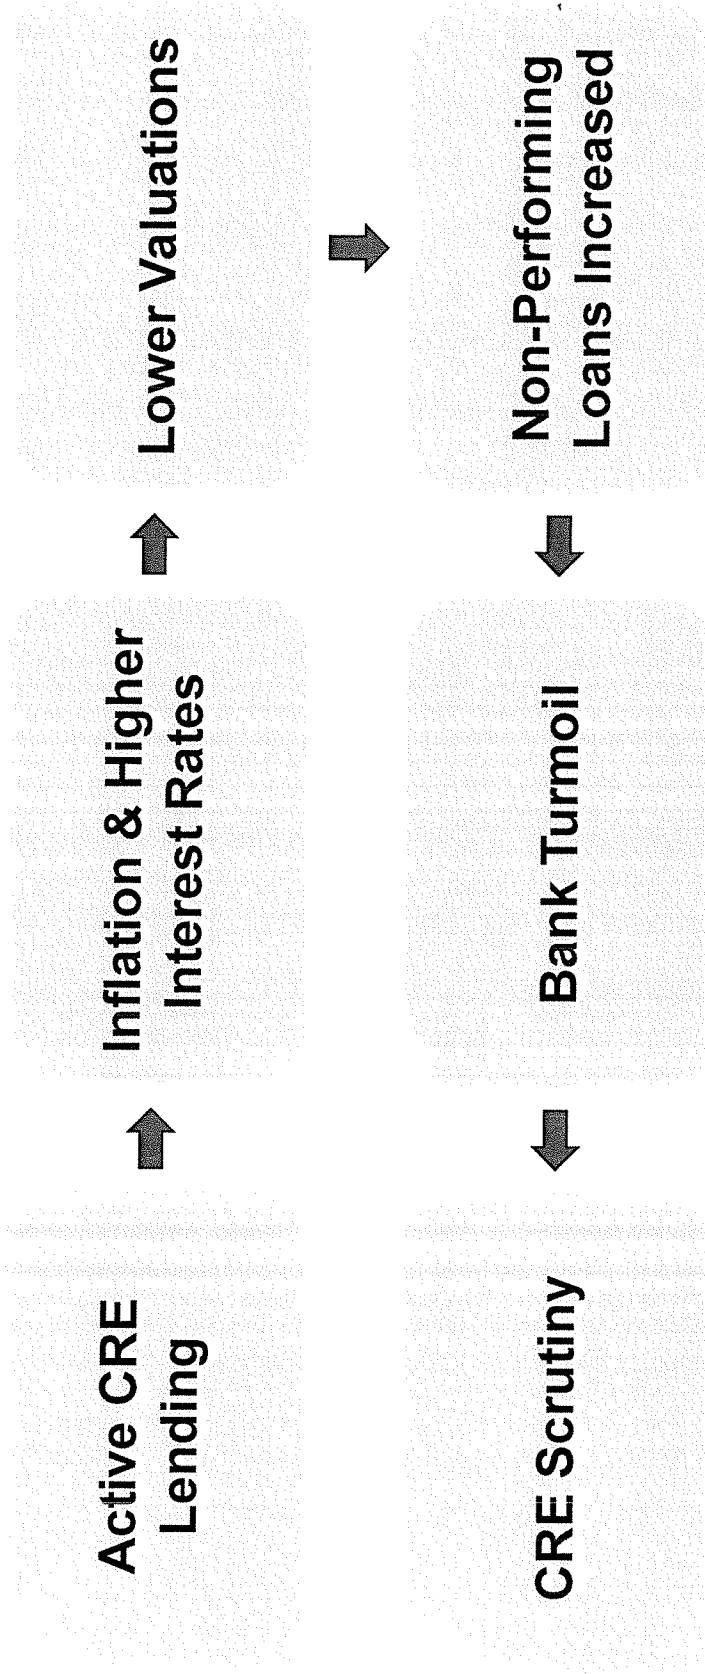 Active CRE
Lending
Inflation & Higher
Interest Rates
Lower Valuations
Non-Performing
Loans Increased
Bank Turmoil
CRE Scrutiny